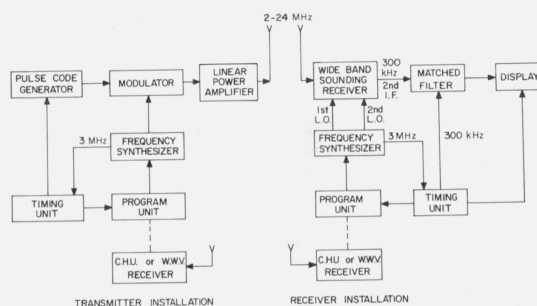 2-24 MHz
PULSE CODE
GENERATOR
MODULATOR
LINEAR
POWER
AMPLIFIER
WIDE BAND
SOUNDING
RECEIVER
300
kHz
2nd
I.F.
MATCHED
FILTER
DISPLAY
1st
L.O.
2nd
L.O.
3 MHz
FREQUENCY
SYNTHESIZER
FREQUENCY
SYNTHESIZER
3 MHz
300 kHz
TIMING
UNIT
PROGRAM
UNIT
PROGRAM
UNIT
TIMING
UNIT
C.H.U. or W.W.V.
RECEIVER
C.H.U. or W.W.V.
RECEIVER
TRANSMITTER INSTALLATION
RECEIVER INSTALLATION